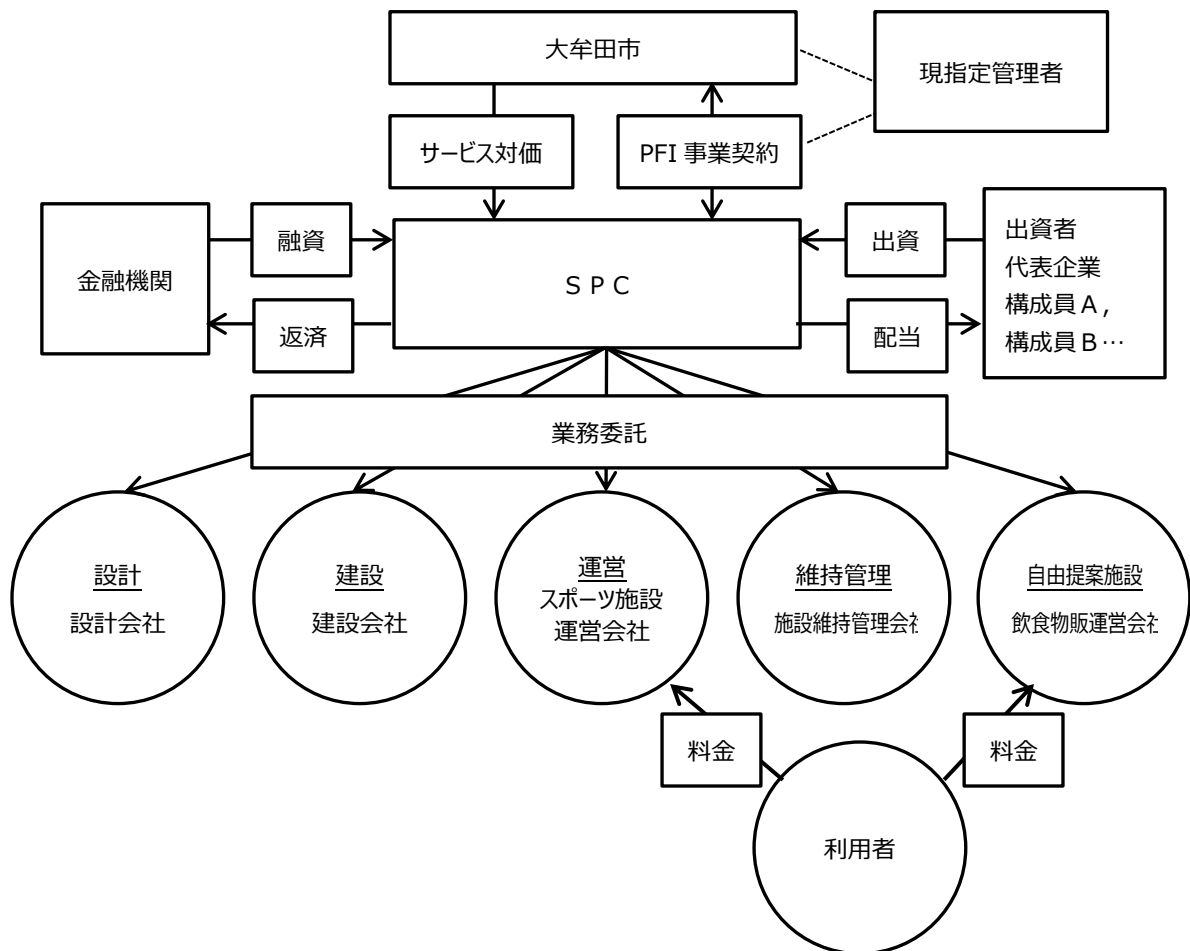 大牟田市
現指定管理者
サービス対価
PFI 事業契約
金融機関
融資
返済
ＳＰＣ
出資
配当
出資者
代表企業
構成員Ａ,
構成員Ｂ…
業務委託
設計
設計会社
建設
建設会社
運営
スポーツ施設
運営会社
維持管理
施設維持管理会社
自由提案施設
飲食物販運営会社
料金
料金
利用者